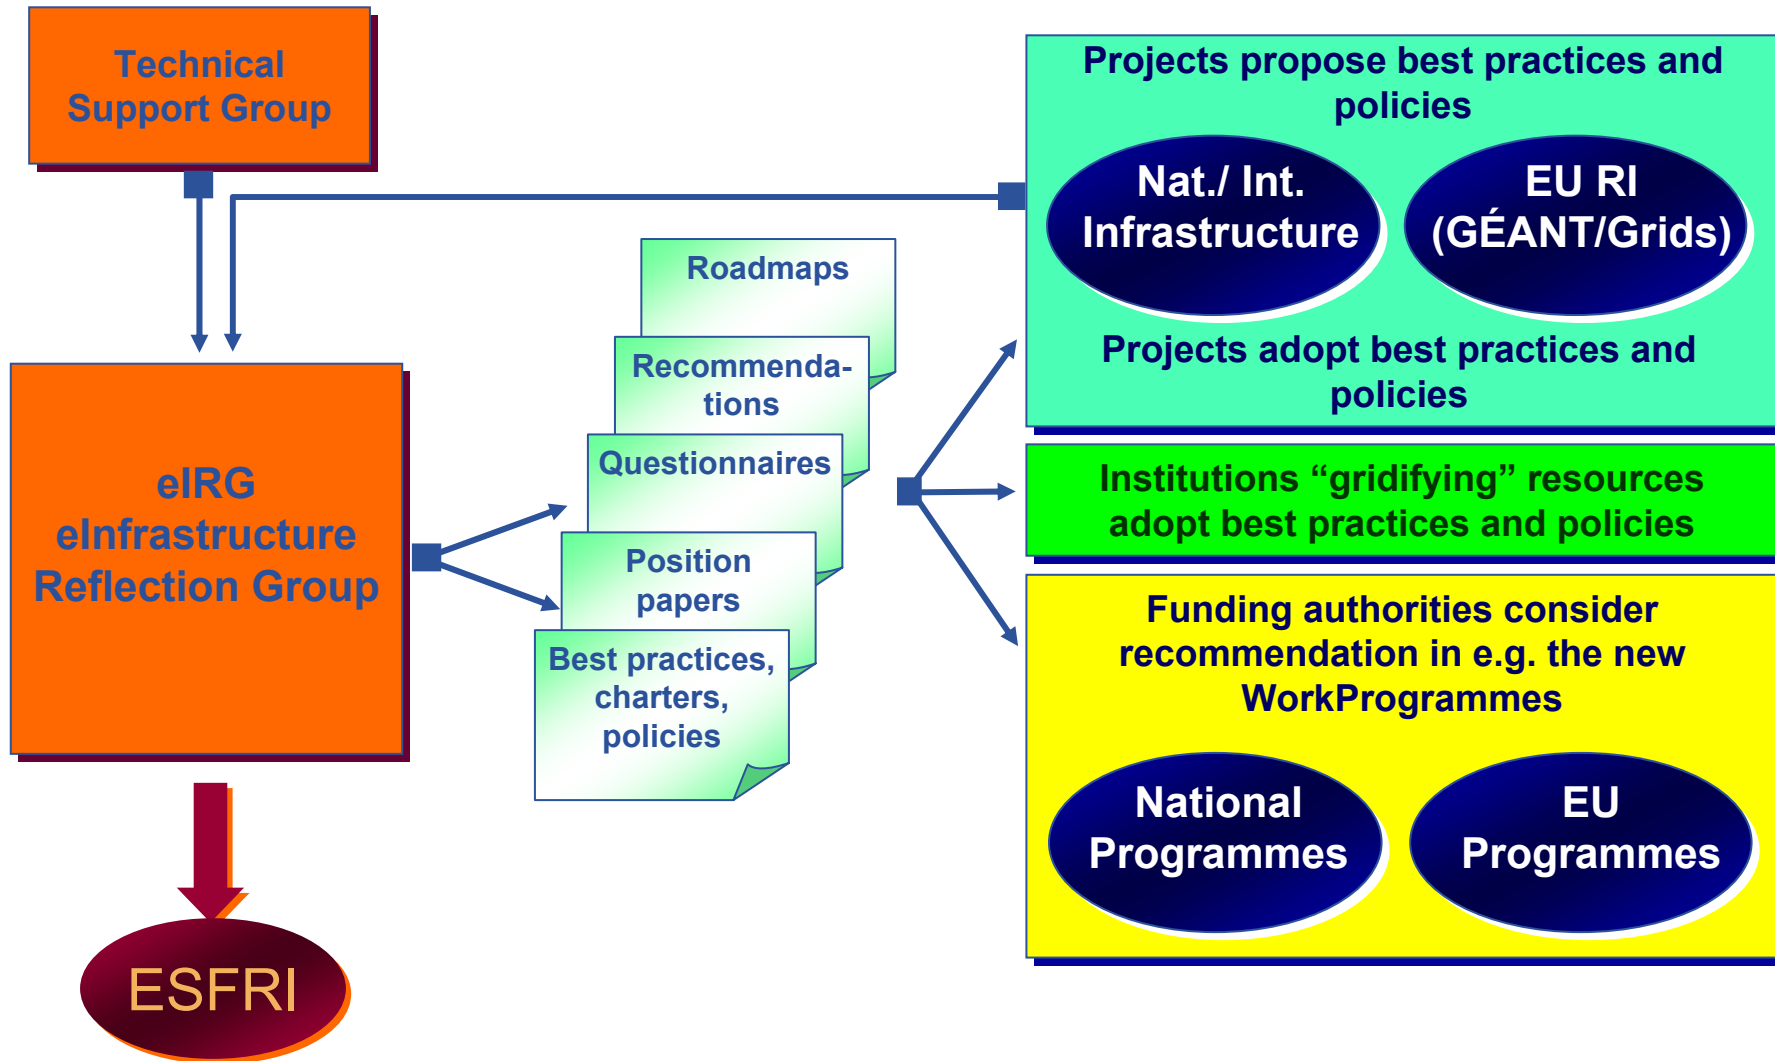 Technical
Support Group
eIRG
eInfrastructure
Reflection Group
ESFRI
Roadmaps
Recommenda-
tions
Questionnaires
Position
papers
Best practices,
charters,
policies
Projects propose best practices and
policies
Nat./ Int.
Infrastructure
EU RI
(GÉANT/Grids)
Projects adopt best practices and
policies
Institutions “gridifying” resources
adopt best practices and policies
Funding authorities consider
recommendation in e.g. the new
WorkProgrammes
National
Programmes
EU
Programmes